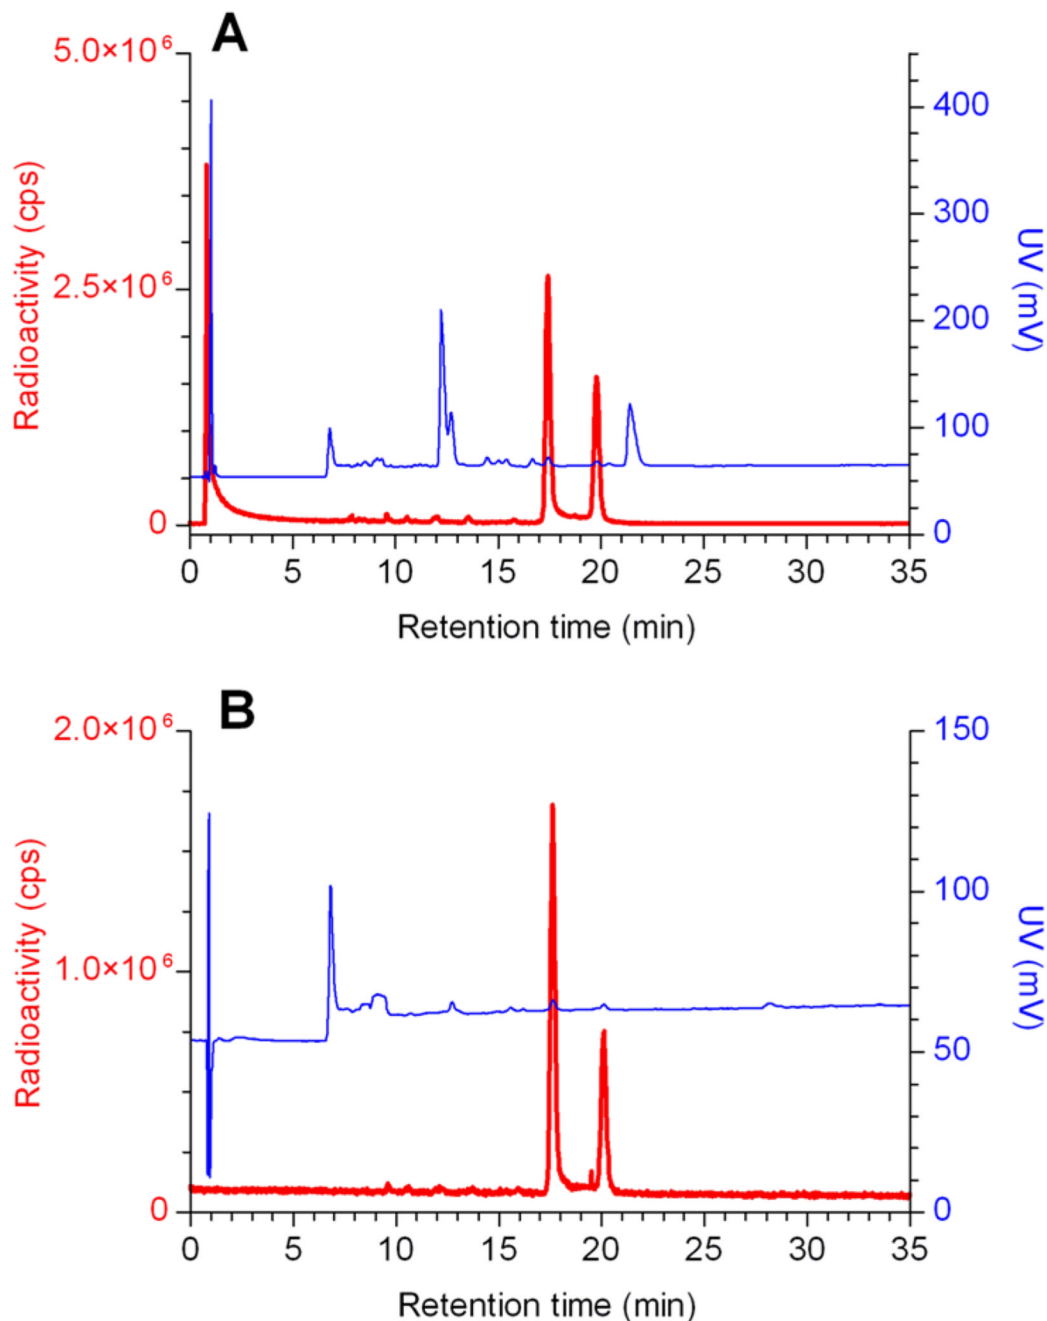 A
5.0×10⁶
2.5×10⁶
0
Radioactivity (cps)
400
300
200
100
0
UV (mV)
0 5 10 15 20 25 30 35
Retention time (min)
B
2.0×10⁶
1.0×10⁶
0
Radioactivity (cps)
150
100
50
0
UV (mV)
0 5 10 15 20 25 30 35
Retention time (min)